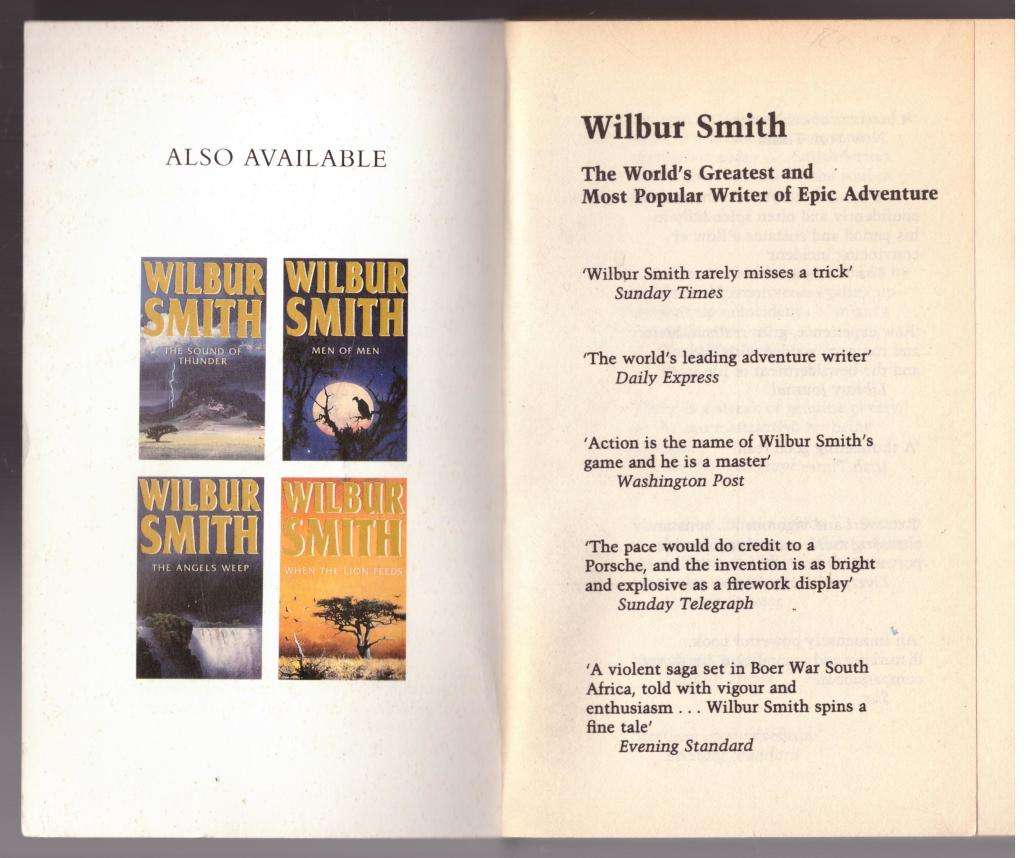 ALSO AVAILABLE
WILBUR
SMITH
THE SOUND OF
THUNDER
WILBUR
SMITH
MEN OF MEN
WILBUR
SMITH
THE ANGELS WEEP
WILBUR
SMITH
WHEN THE LION FEEDS
Wilbur Smith
The World's Greatest and
Most Popular Writer of Epic Adventure
‘Wilbur Smith rarely misses a trick’
Sunday Times
‘The world's leading adventure writer’
Daily Express
‘Action is the name of Wilbur Smith's
game and he is a master’
Washington Post
‘The pace would do credit to a
Porsche, and the invention is as bright
and explosive as a firework display’
Sunday Telegraph
‘A violent saga set in Boer War South
Africa, told with vigour and
enthusiasm . . . Wilbur Smith spins a
fine tale’
Evening Standard